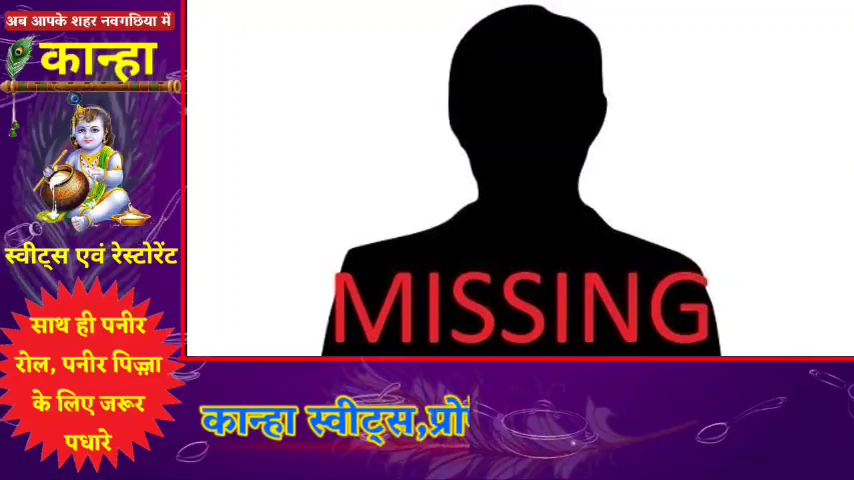 अब आपके शहर नवगछिया में
कान्हा
स्वीट्स एवं रेस्टोरेंट
साथ ही पनीर
रोल, पनीर पिज़्ज़ा
के लिए जरूर
पधारे
MISSING
कान्हा स्वीट्स,प्रो